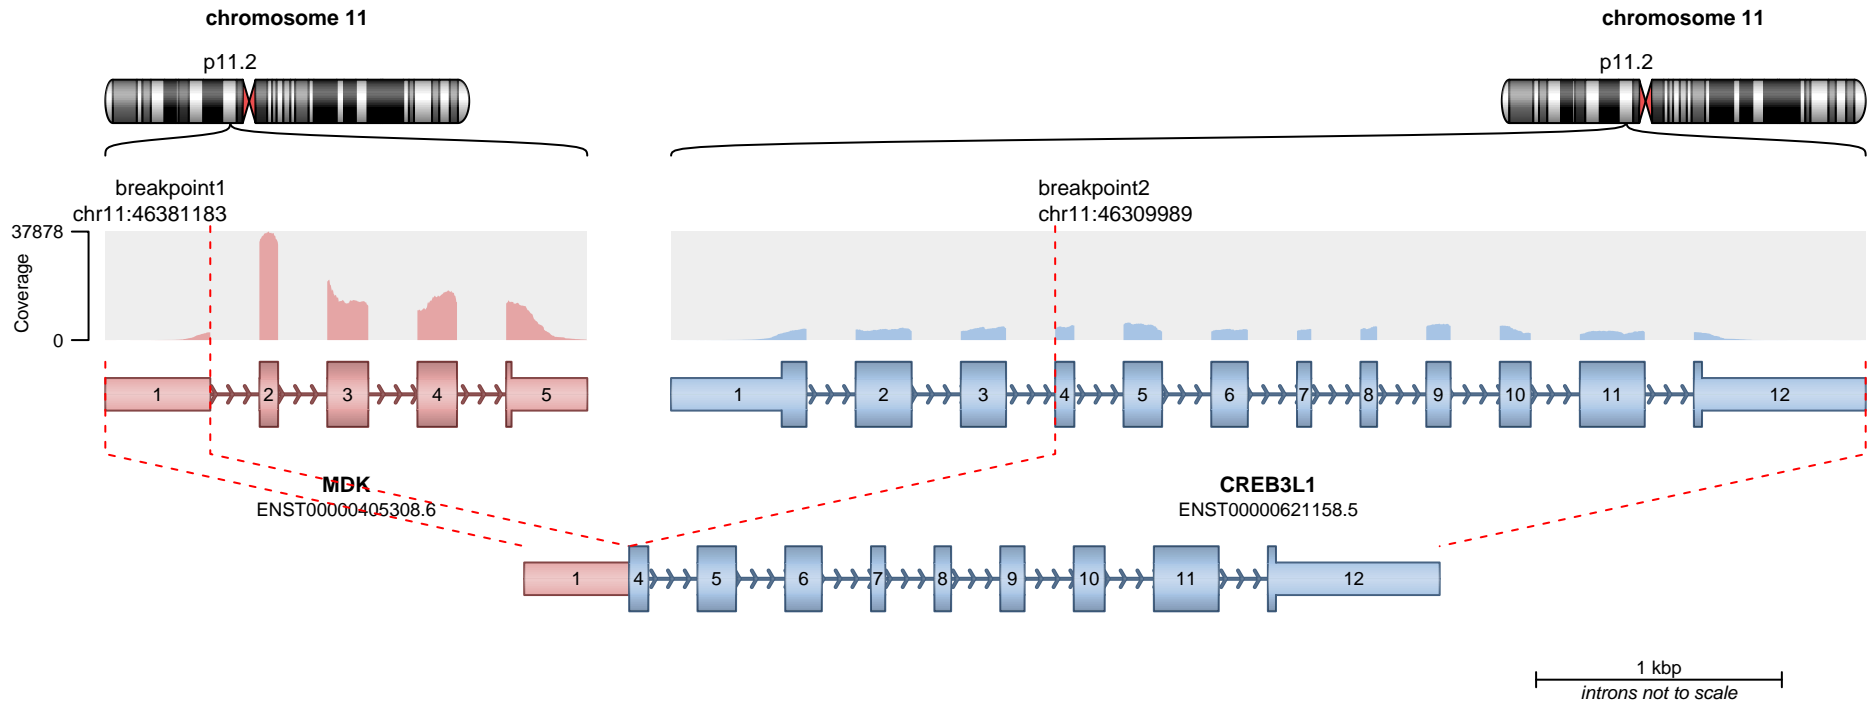 chromosome 11
chromosome 11
p11.2
p11.2
breakpoint1
chr11:46381183
breakpoint2
chr11:46309989
37878
Coverage
0
1 2 3 4 5
1 2 3 4 5 6 7 8 9 10 11 12
MDK
ENST00000405308.6
CREB3L1
ENST00000621158.5
1 4 5 6 7 8 9 10 11 12
1 kbp
introns not to scale